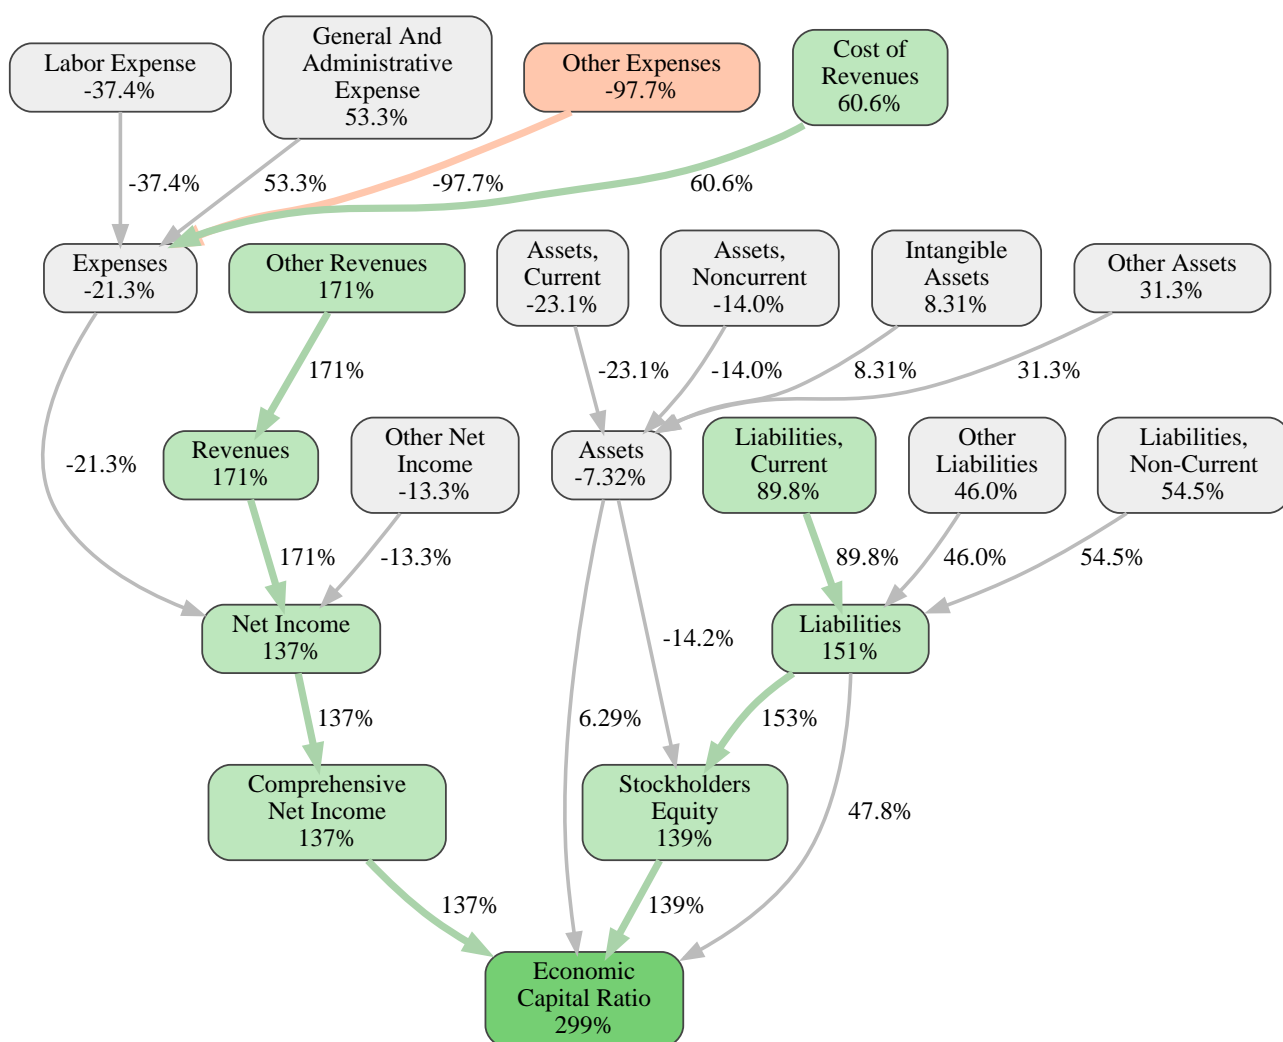 Labor Expense
-37.4%
General And
Administrative
Expense
53.3%
Other Expenses
-97.7%
Cost of
Revenues
60.6%
-37.4%
53.3%
-97.7%
60.6%
Expenses
-21.3%
Other Revenues
171%
Assets,
Current
-23.1%
Assets,
Noncurrent
-14.0%
Intangible
Assets
8.31%
Other Assets
31.3%
171%
-23.1%
-14.0%
8.31%
31.3%
-21.3%
Revenues
171%
Other Net
Income
-13.3%
Assets
-7.32%
Liabilities,
Current
89.8%
Other
Liabilities
46.0%
Liabilities,
Non-Current
54.5%
171%
-13.3%
89.8%
46.0%
54.5%
Net Income
137%
-14.2%
Liabilities
151%
137%
6.29%
153%
Comprehensive
Net Income
137%
Stockholders
Equity
139%
47.8%
137%
139%
Economic
Capital Ratio
299%